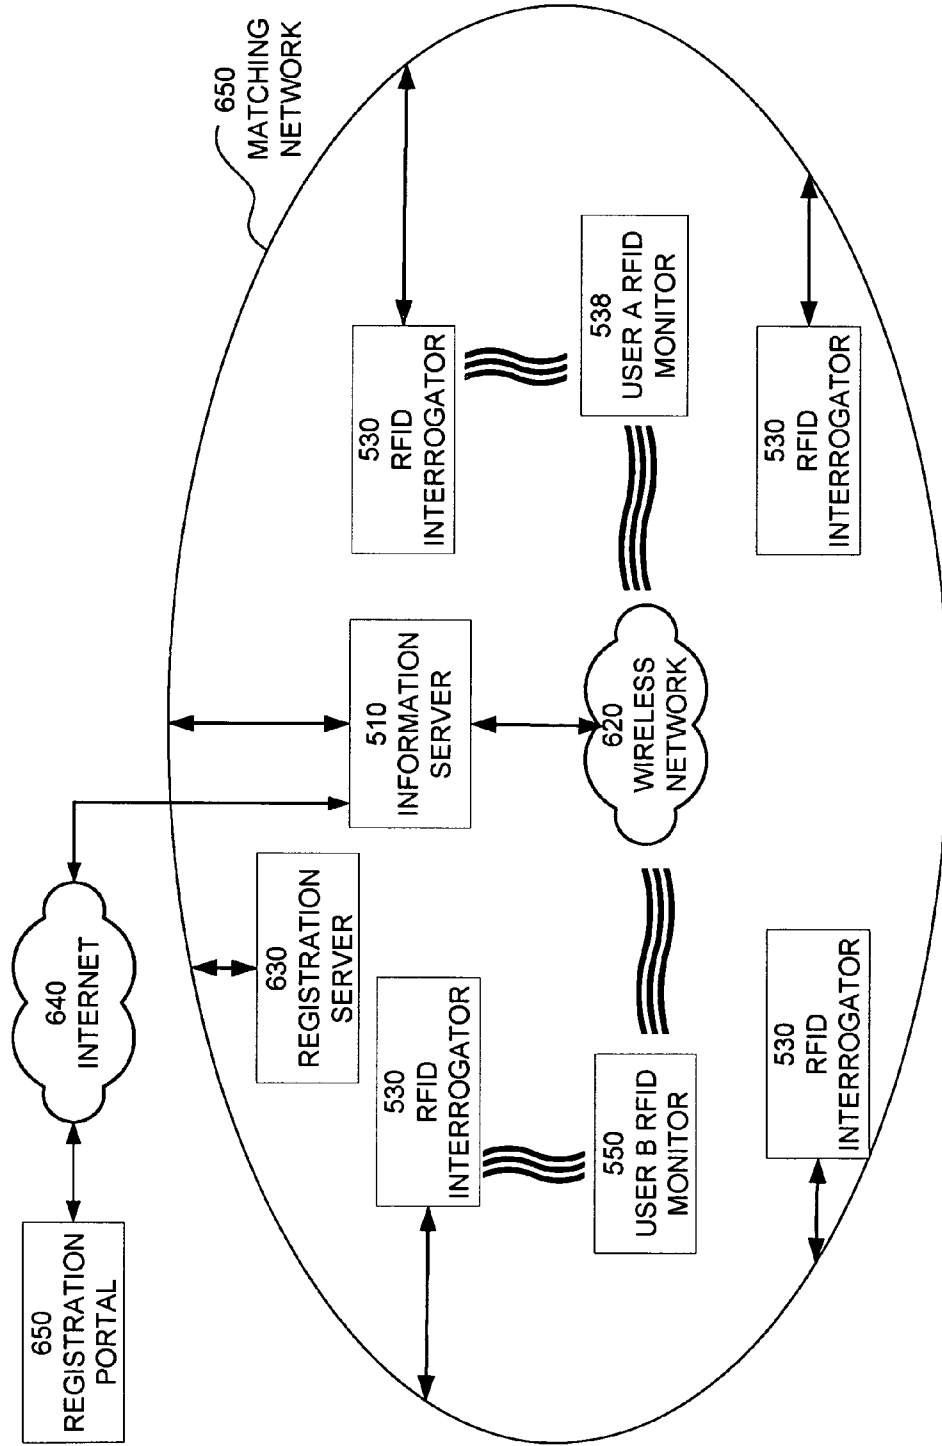 650
REGISTRATION
PORTAL
640
INTERNET
650
MATCHING
NETWORK
630
REGISTRATION
SERVER
510
INFORMATION
SERVER
530
RFID
INTERROGATOR
530
RFID
INTERROGATOR
550
USER B RFID
MONITOR
620
WIRELESS
NETWORK
538
USER A RFID
MONITOR
530
RFID
INTERROGATOR
530
RFID
INTERROGATOR